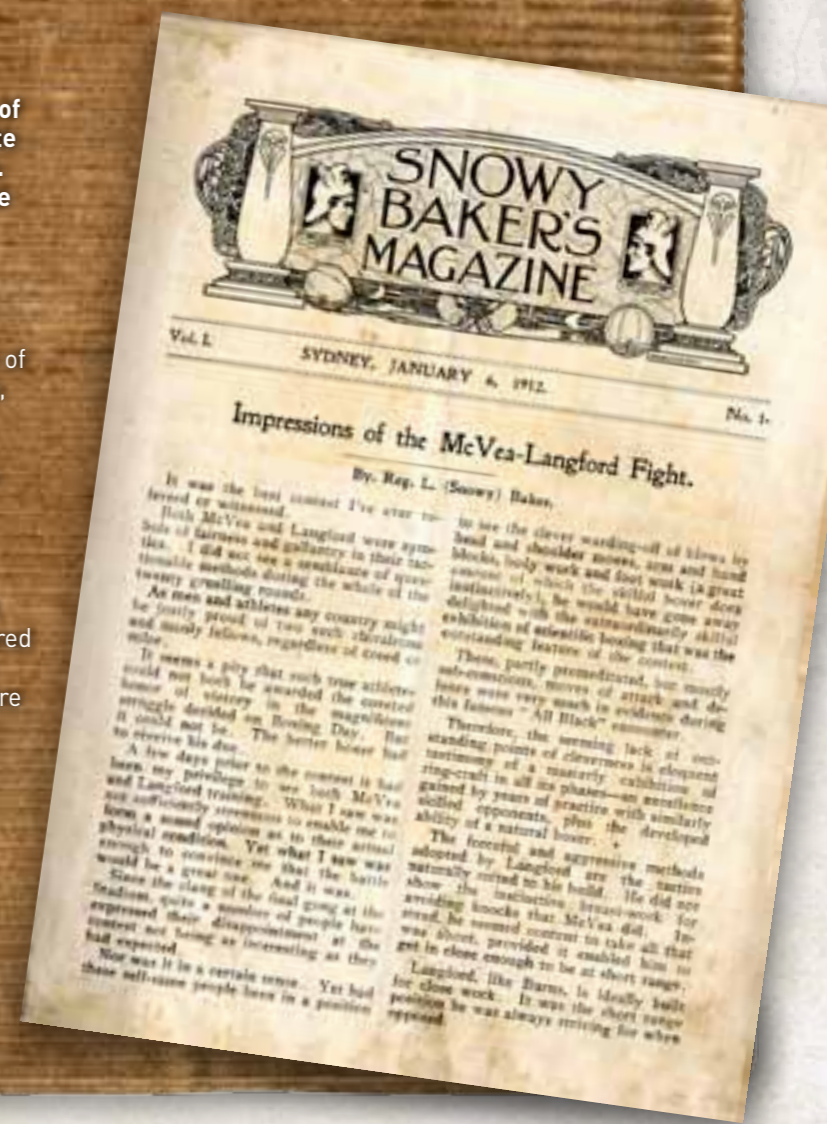 of
e
of
red
re
SNOWY
BAKER'S
MAGAZINE
Vol. I.
SYDNEY, JANUARY 6, 1912.
No. 1.
Impressions of the McVea-Langford Fight.
By. Reg. L. (Snowy) Baker.
It was the best contest I've ever re-
fereed or witnessed.
Both McVea and Langford were sym-
bols of fairness and gallantry in their tac-
tics. I did not see a semblance of ques-
tionable methods during the whole of the
twenty gruelling rounds.
As men and athletes any country might
be justly proud of two such chivalrous
and manly fellows, regardless of creed or
color.
It seems a pity that such true athletes
could not both be awarded the coveted
honor of victory in the magnificent
struggle decided on Boxing Day. But
it could not be. The better boxer had
to receive his due.
A few days prior to the contest it had
been my privilege to see both McVea
and Langford training. What I saw was
not sufficiently to enable me to
form a sound opinion as to their actual
physical condition. Yet what I saw was
enough to convince me that the battle
would be a great one. And it was.
Since the clang of the final gong at the
Stadium, quite a number of people have
expressed their disappointment at the
contest not being as interesting as they
had expected.
Nor was it in a certain sense. Yet had
these self-same people been in a position
to see the clever warding-off of blows by
head and shoulder moves, arm and hand
blocks, body work and foot work (a great
amount of which the skilful boxer does
instinctively), he would have gone away
delighted with the extraordinarily skilful
exhibition of scientific boxing that was the
outstanding feature of the contest.
These, partly premeditated, but mostly
sub-conscious, moves of attack and de-
fence were very much in evidence during
this famous "All Black" encounter.
Therefore, the seeming lack of out-
standing points of cleverness is eloquent
testimony of a masterly exhibition of
ring-craft in all its phases—an excellence
gained by years of practice with similarly
skilled opponents, plus the developed
ability of a natural boxer.
The forceful and aggressive methods
adopted by Langford are the tactics
naturally suited to his build. He did not
show the instinctive for
avoiding knocks that McVea did. In-
stead, he seemed content to take all that
was about, provided it enabled him to
get in close enough to be at short range.
Langford, like Burns, is ideally built
for close work. It was the short range
position he was always striving for when
opposed